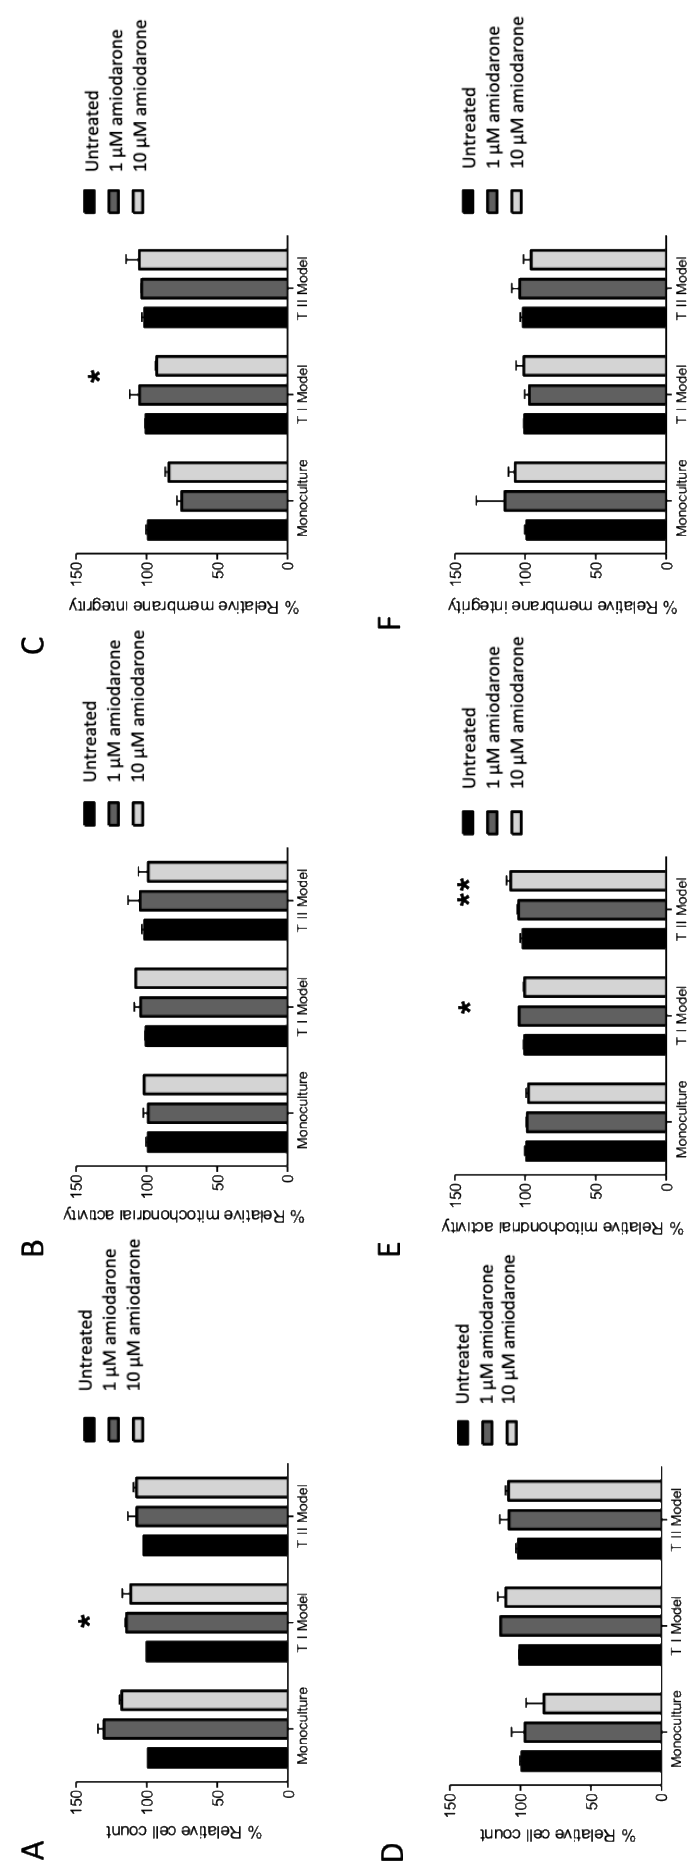 A
% Relative cell count
150
100
50
0
Monoculture
T I Model
T II Model
*
Untreated
1 µM amiodarone
10 µM amiodarone
B
% Relative mitochondrial activity
150
100
50
0
Monoculture
T I Model
T II Model
Untreated
1 µM amiodarone
10 µM amiodarone
C
% Relative membrane integrity
150
100
50
0
Monoculture
T I Model
T II Model
*
Untreated
1 µM amiodarone
10 µM amiodarone
D
% Relative cell count
150
100
50
0
Monoculture
T I Model
T II Model
Untreated
1 µM amiodarone
10 µM amiodarone
E
% Relative mitochondrial activity
150
100
50
0
Monoculture
T I Model
T II Model
*
**
Untreated
1 µM amiodarone
10 µM amiodarone
F
% Relative membrane integrity
150
100
50
0
Monoculture
T I Model
T II Model
Untreated
1 µM amiodarone
10 µM amiodarone